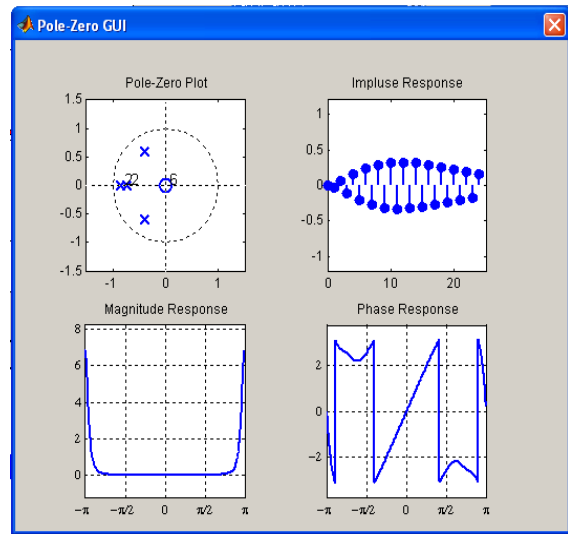 Pole-Zero GUI
Pole-Zero Plot
1.5
1
0.5
0
-0.5
-1
-1.5
-1 0 1
2 2 6
Impluse Response
1
0.5
0
-0.5
-1
0 10 20
Magnitude Response
8
6
4
2
0
-π -π/2 0 π/2 π
Phase Response
2
0
-2
-π -π/2 0 π/2 π